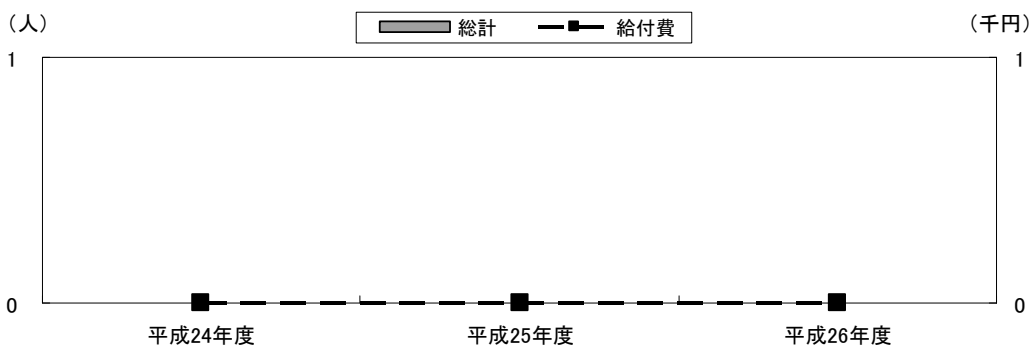 （人）
総計 給付費
（千円）
1 1
0 0
平成24年度 平成25年度 平成26年度